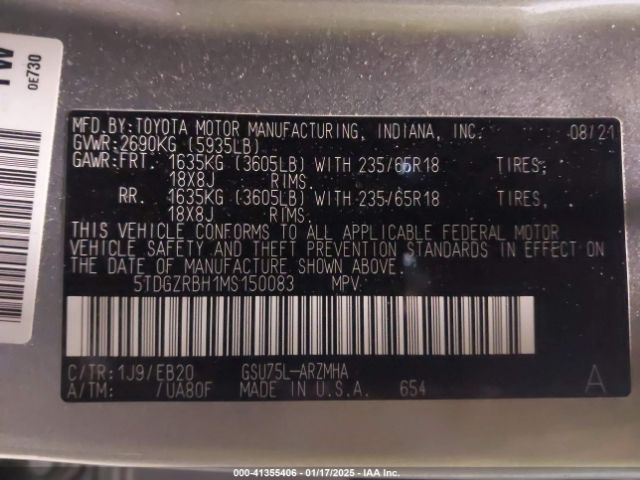 0E730
MFD.BY:TOYOTA MOTOR MANUFACTURING, INDIANA, INC. 08/21
GVWR:2690KG (5935LB)
GAWR:FRT. 1635KG (3605LB) WITH 235/65R18 TIRES,
18X8J RIMS.
RR. 1635KG (3605LB) WITH 235/65R18 TIRES,
18X8J RIMS.
THIS VEHICLE CONFORMS TO ALL APPLICABLE FEDERAL MOTOR
VEHICLE SAFETY AND THEFT PREVENTION STANDARDS IN EFFECT ON
THE DATE OF MANUFACTURE SHOWN ABOVE.
5TDGZRBH1MS150083 MPV.
C/TR:1J9/EB20 GSU75L-ARZMHA
A/TM: /UA80F MADE IN U.S.A. 654 A
000-41355406 - 01/17/2025 - IAA Inc.